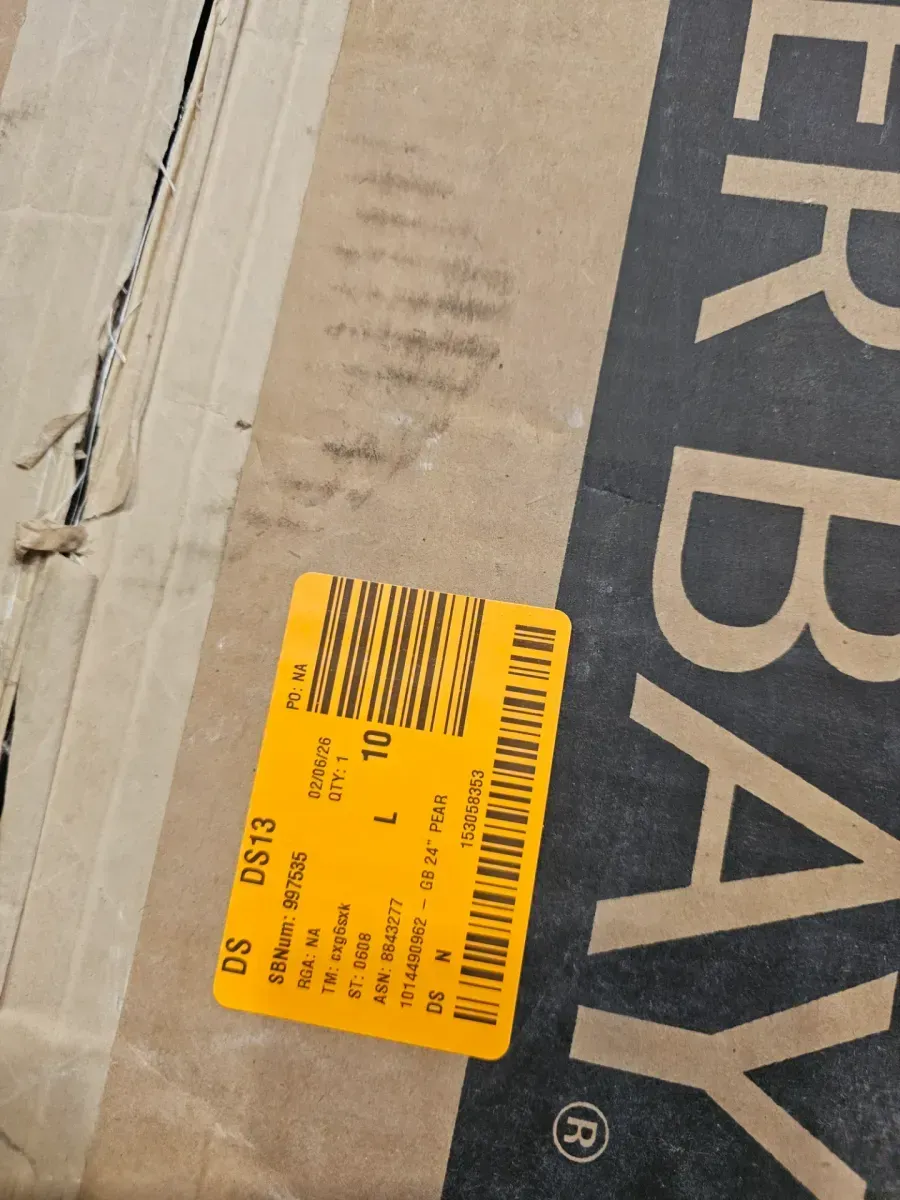 ER BAY®
DS DS13
SBNum: 997535
RGA: NA
TM: cxg6sxk
ST: 0608
ASN: 8843277
1014490962 – GB 24" PEAR
DS N
02/06/26
QTY: 1
L 10
PO: NA
153058353